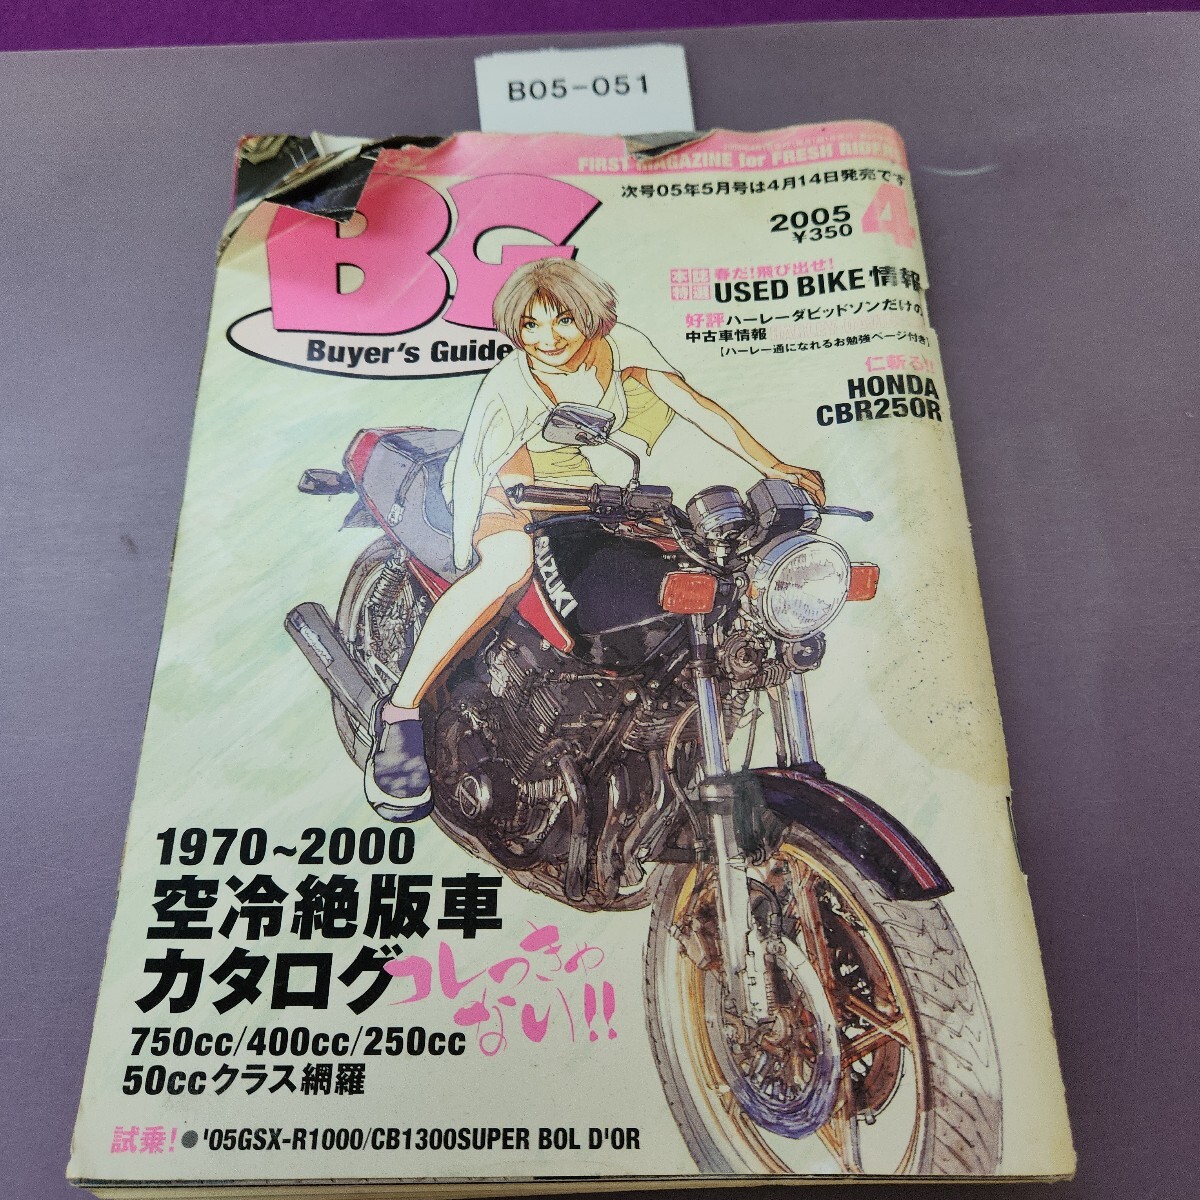 B05-051
FIRST MAGAZINE for FRESH RIDERS
次号05年5月号は4月14日発売です
BG
Buyer's Guide
2005
¥350
4
本誌特選
春だ!飛び出せ!
USED BIKE 情報
好評 ハーレーダビッドソンだけの
中古車情報
【ハーレー通になれるお勉強ページ付き】
仁斬る!!
HONDA
CBR250R
SUZUKI
1970~2000
空冷絶版車
カタログ
コレっきゃ
ない!!
750cc/400cc/250cc
50ccクラス網羅
試乗! ●'05GSX-R1000/CB1300SUPER BOL D'OR